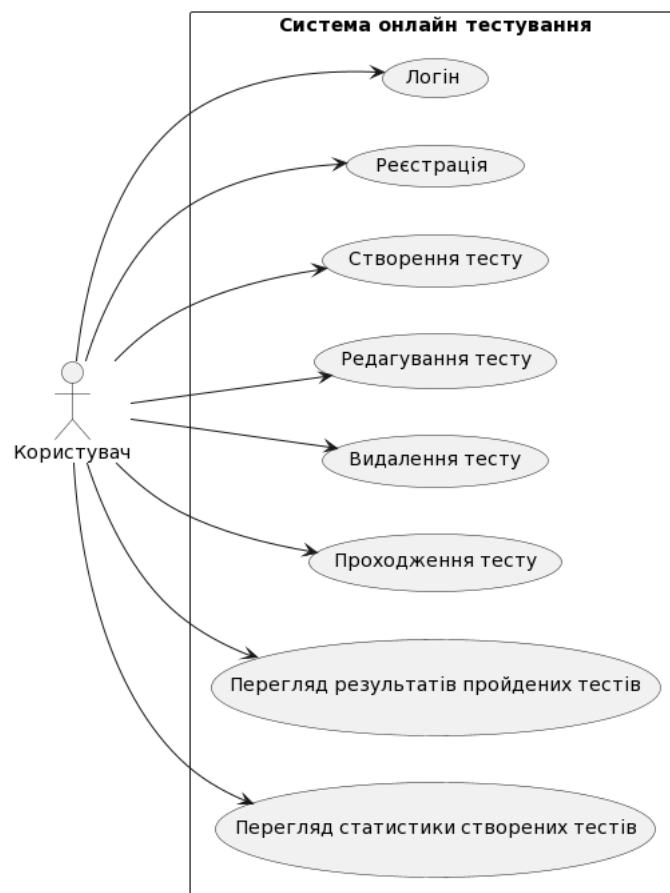 Система онлайн тестування
Логін
Реєстрація
Створення тесту
Редагування тесту
Користувач
Видалення тесту
Проходження тесту
Перегляд результатів пройдених тестів
Перегляд статистики створених тестів